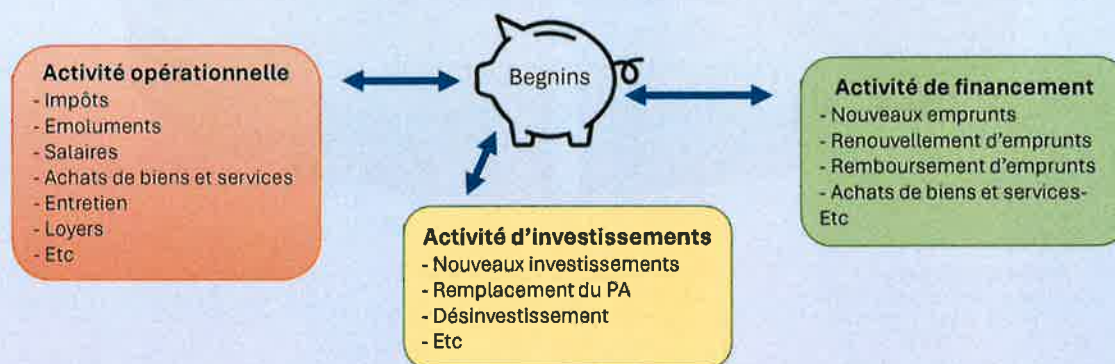 Begnins
Activité opérationnelle
- Impôts
- Emoluments
- Salaires
- Achats de biens et services
- Entretien
- Loyers
- Etc
Activité d'investissements
- Nouveaux investissements
- Remplacement du PA
- Désinvestissement
- Etc
Activité de financement
- Nouveaux emprunts
- Renouvellement d'emprunts
- Remboursement d'emprunts
- Achats de biens et services-
Etc